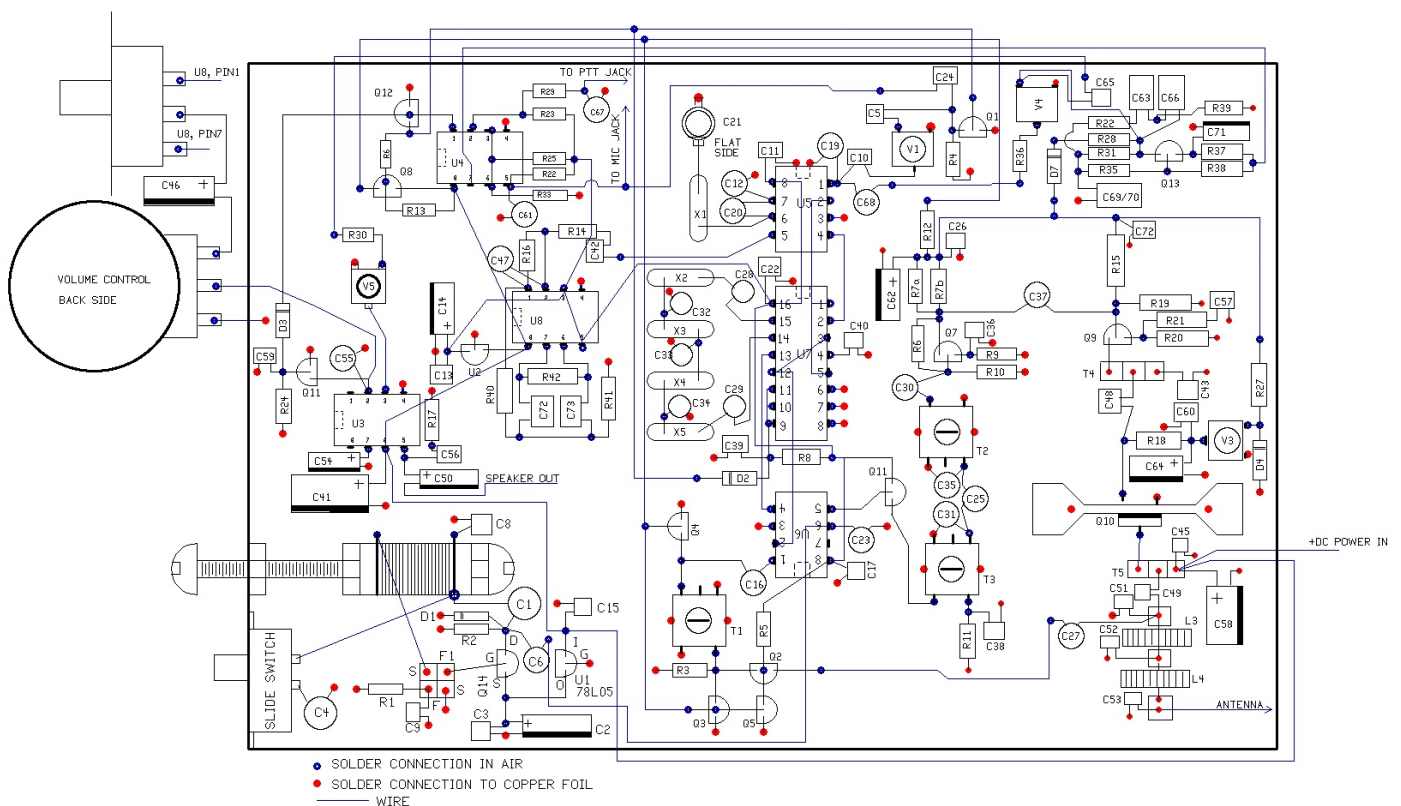 U8, PIN1
U8, PIN7
C46
VOLUME CONTROL
BACK SIDE
TO PTT JACK
TO MIC JACK
Q12
R29
R23
C67
R6
U4
R25
R22
Q8
R33
R13
C61
R30
R14
C42
R16
C47
V5
C14
U8
D3
C59
C55
Q11
C13
U2
R24
U3
R17
R40
R42
R41
C72
C73
C54
C56
C50
SPEAKER OUT
C41
C24
C21
FLAT
SIDE
C5
Q1
C11
C19
C10
V1
R4
C12
C20
X1
U5
C68
X2
C28
C22
C32
X3
C33
X4
C34
C29
X5
U7
C40
C39
R8
D2
Q11
U6
C23
C16
C17
Q4
T1
R5
R3
Q2
Q3
Q5
V4
C65
C63
C66
R39
R22
R28
R31
R35
C71
R37
R38
R36
D7
Q13
C69/70
R12
C26
C62
R7a
R7b
C37
C72
R15
R19
C57
R21
R20
Q9
R6
Q7
C36
R9
R10
C30
T4
C48
C43
C60
R27
R18
V3
C64
D4
T2
C35
C25
C31
T3
R11
C38
Q10
C45
+DC POWER IN
T5
C51
C49
C58
C52
L3
C27
L4
C53
ANTENNA
C8
C1
D1
R2
D
C6
C15
I
F1
S
G
G
Q14
S
O
U1
78L05
R1
S
F
C9
C3
C2
SLIDE SWITCH
C4
SOLDER CONNECTION IN AIR
SOLDER CONNECTION TO COPPER FOIL
WIRE